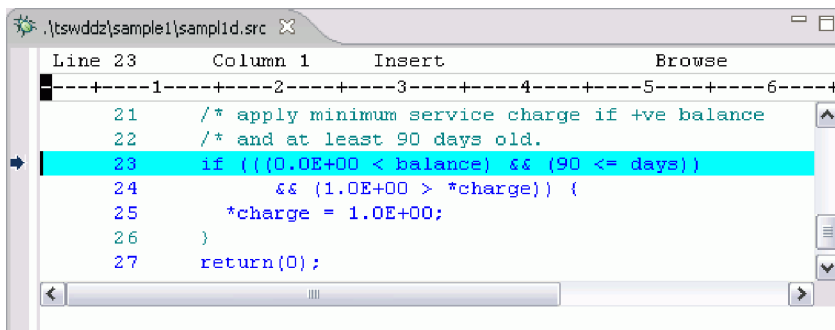 .\tswddz\sample1\sampl1d.src
Line 23 Column 1 Insert Browse
----+----1----+----2----+----3----+----4----+----5----+----6----+
21 /* apply minimum service charge if +ve balance
22 /* and at least 90 days old.
23 if (((0.0E+00 < balance) && (90 <= days))
24 && (1.0E+00 > *charge)) {
25 *charge = 1.0E+00;
26 }
27 return(0);